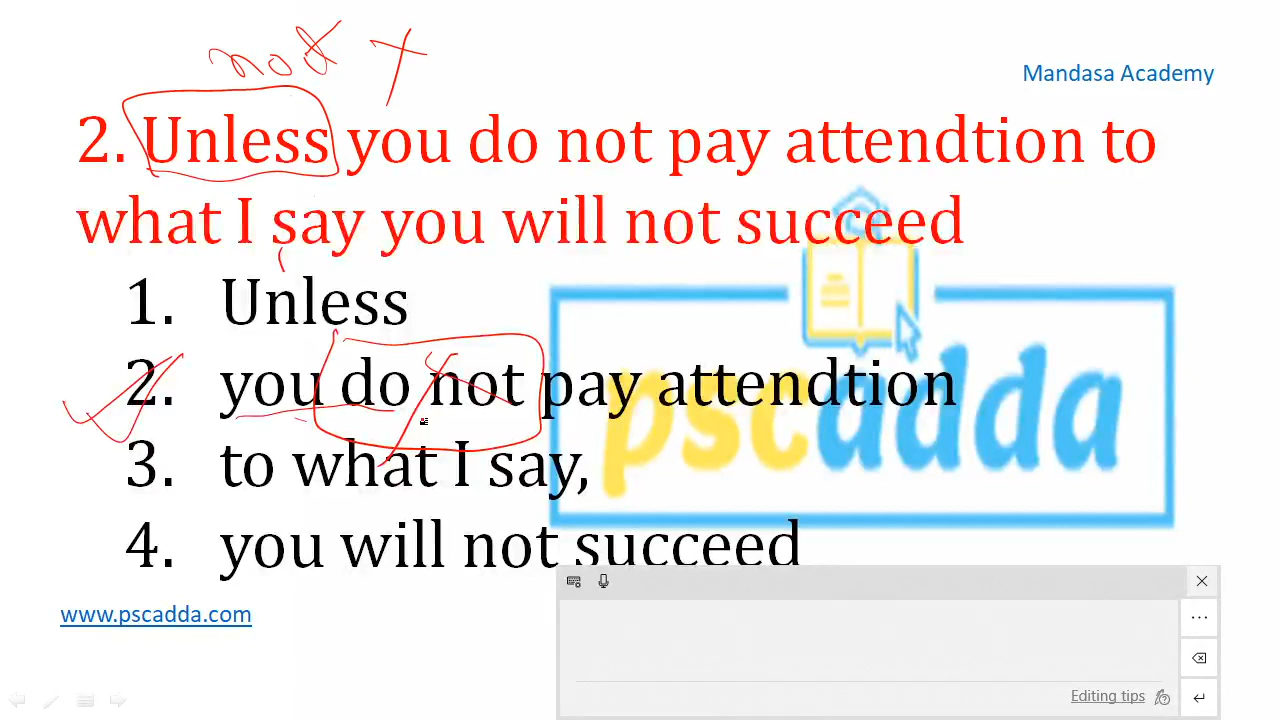 not
Mandasa Academy
2. Unless you do not pay attendtion to
what I say you will not succeed
1. Unless
2. you do not pay attendtion
3. to what I say,
4. you will not succeed
pscadda
www.pscadda.com
Editing tips